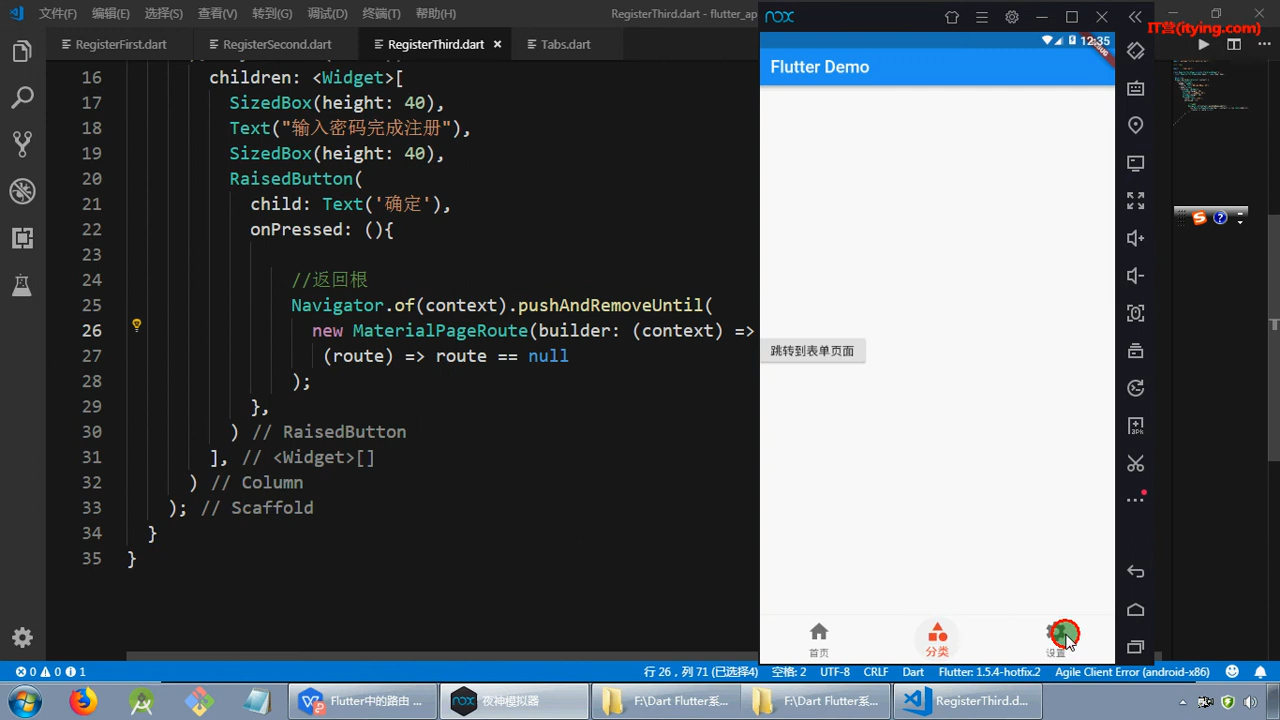 文件(F) 编辑(E) 选择(S) 查看(V) 转到(G) 调试(D) 终端(T) 帮助(H) RegisterThird.dart - flutter_ap
nox
IT营(itying.com)
RegisterFirst.dart RegisterSecond.dart RegisterThird.dart × Tabs.dart
12:35
DEBUG
Flutter Demo
16 children: <Widget>[
17 SizedBox(height: 40),
18 Text("输入密码完成注册"),
19 SizedBox(height: 40),
20 RaisedButton(
21 child: Text('确定'),
22 onPressed: (){
23
24 //返回根
25 Navigator.of(context).pushAndRemoveUntil(
26 new MaterialPageRoute(builder: (context) =>
27 (route) => route == null
28 );
29 },
30 ) // RaisedButton
31 ], // <Widget>[]
32 ) // Column
33 ); // Scaffold
34 }
35 }
跳转到表单页面
首页 分类 设置
0 0 1 行 26，列 71 (已选择4) 空格: 2 UTF-8 CRLF Dart Flutter: 1.5.4-hotfix.2 Agile Client Error (android-x86)
Flutter中的路由 ... 夜神模拟器 F:\Dart Flutter系... F:\Dart Flutter系... RegisterThird.d...